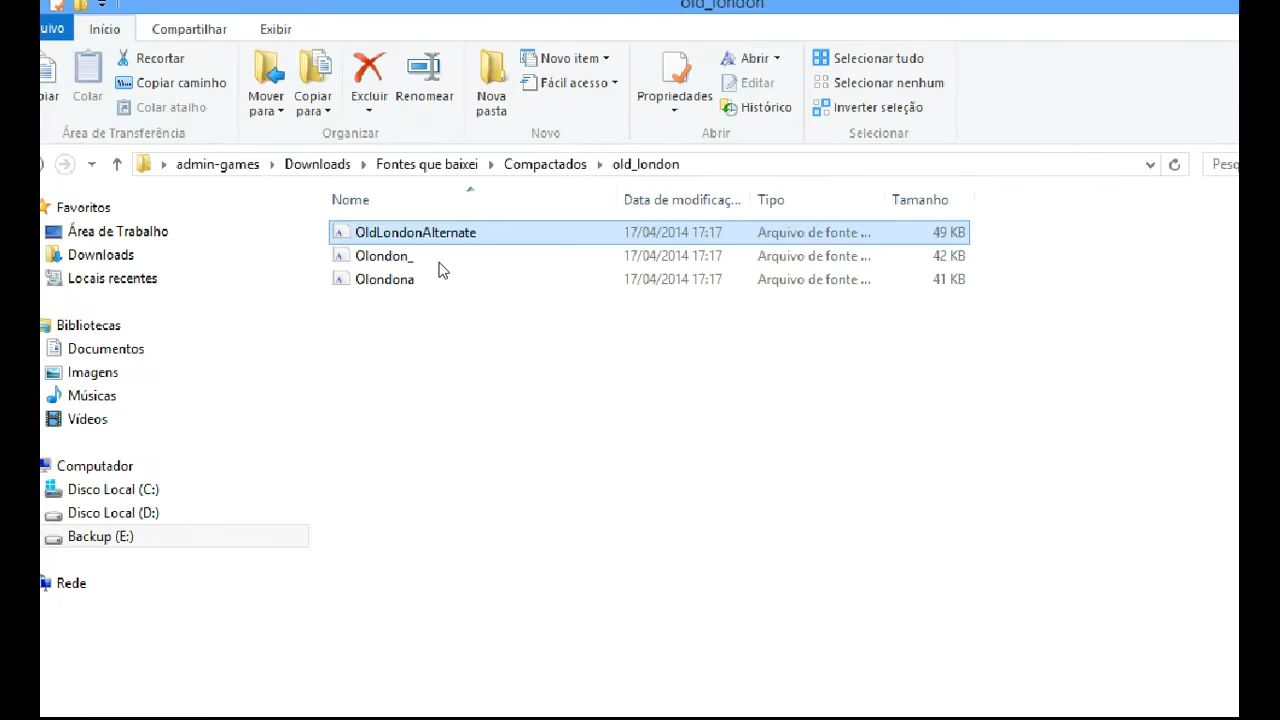 old_london
uivo Início Compartilhar Exibir
Recortar
Copiar caminho
Colar atalho
piar Colar
Área de Transferência
Mover para
Copiar para
Excluir
Renomear
Organizar
Nova pasta
Novo item
Fácil acesso
Novo
Propriedades
Abrir
Editar
Histórico
Abrir
Selecionar tudo
Selecionar nenhum
Inverter seleção
Selecionar
admin-games Downloads Fontes que baixei Compactados old_london Pesq
Nome Data de modificaç... Tipo Tamanho
OldLondonAlternate 17/04/2014 17:17 Arquivo de fonte ... 49 KB
Olondon_ 17/04/2014 17:17 Arquivo de fonte ... 42 KB
Olondona 17/04/2014 17:17 Arquivo de fonte ... 41 KB
Favoritos
Área de Trabalho
Downloads
Locais recentes
Bibliotecas
Documentos
Imagens
Músicas
Vídeos
Computador
Disco Local (C:)
Disco Local (D:)
Backup (E:)
Rede